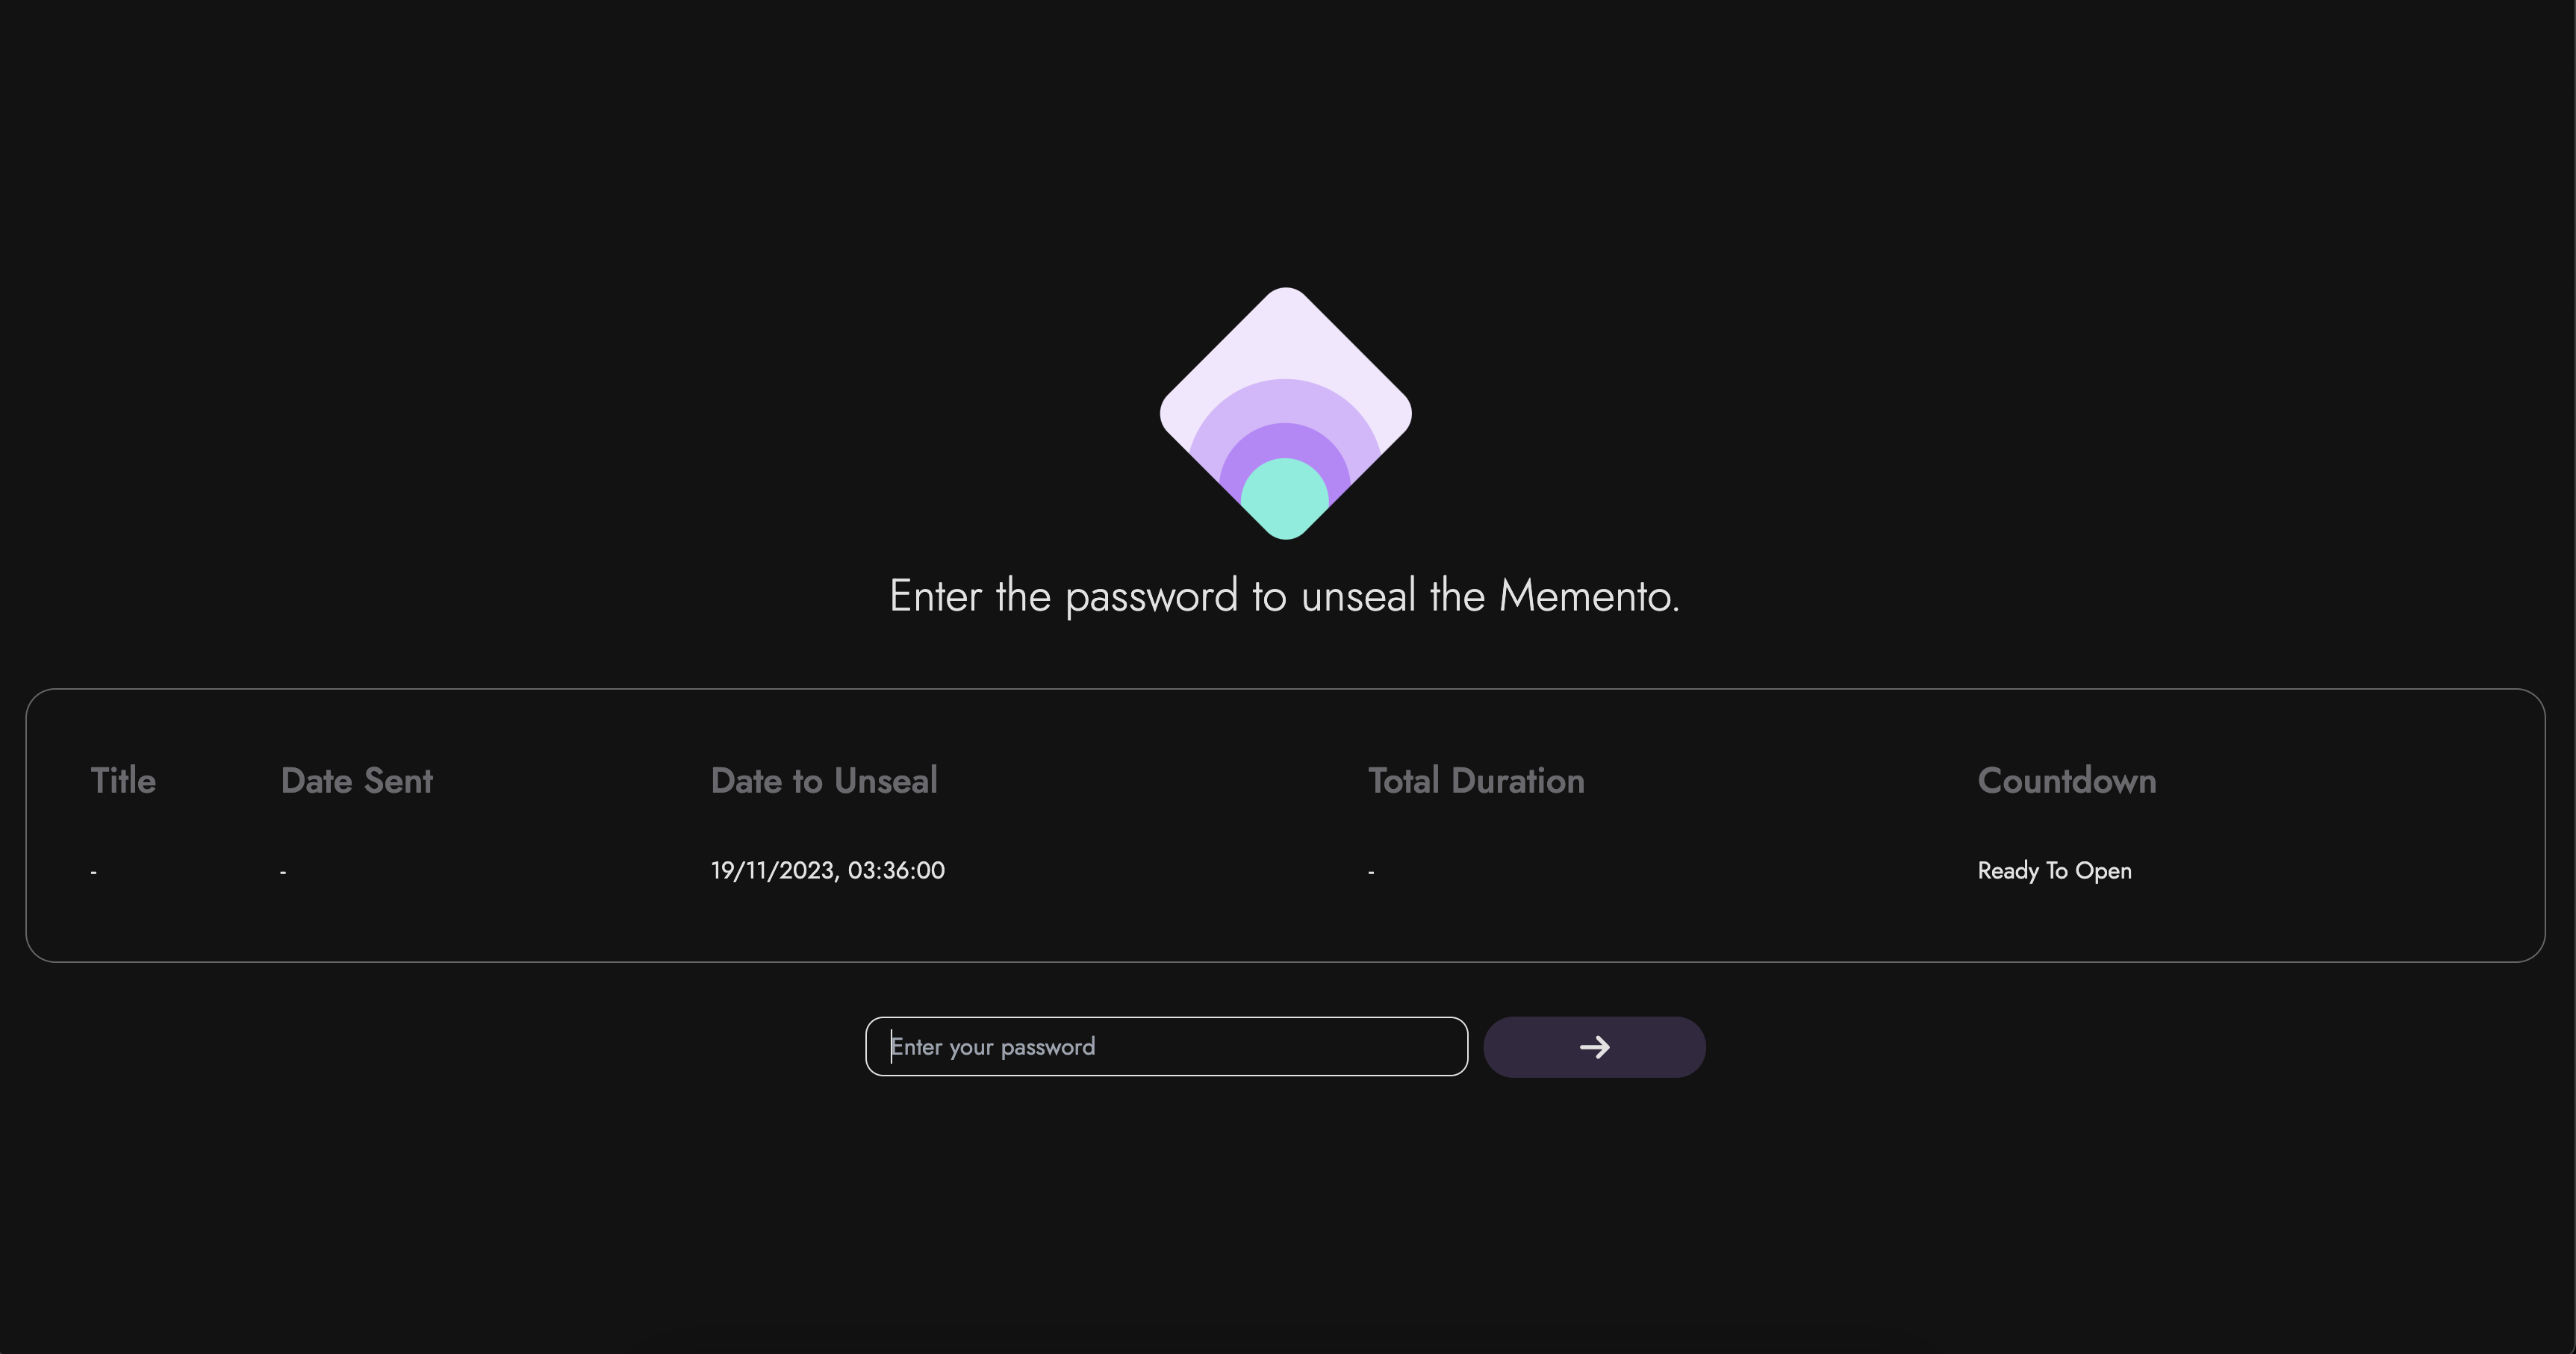 Enter the password to unseal the Memento.
Title Date Sent Date to Unseal Total Duration Countdown
- - 19/11/2023, 03:36:00 - Ready To Open
Enter your password